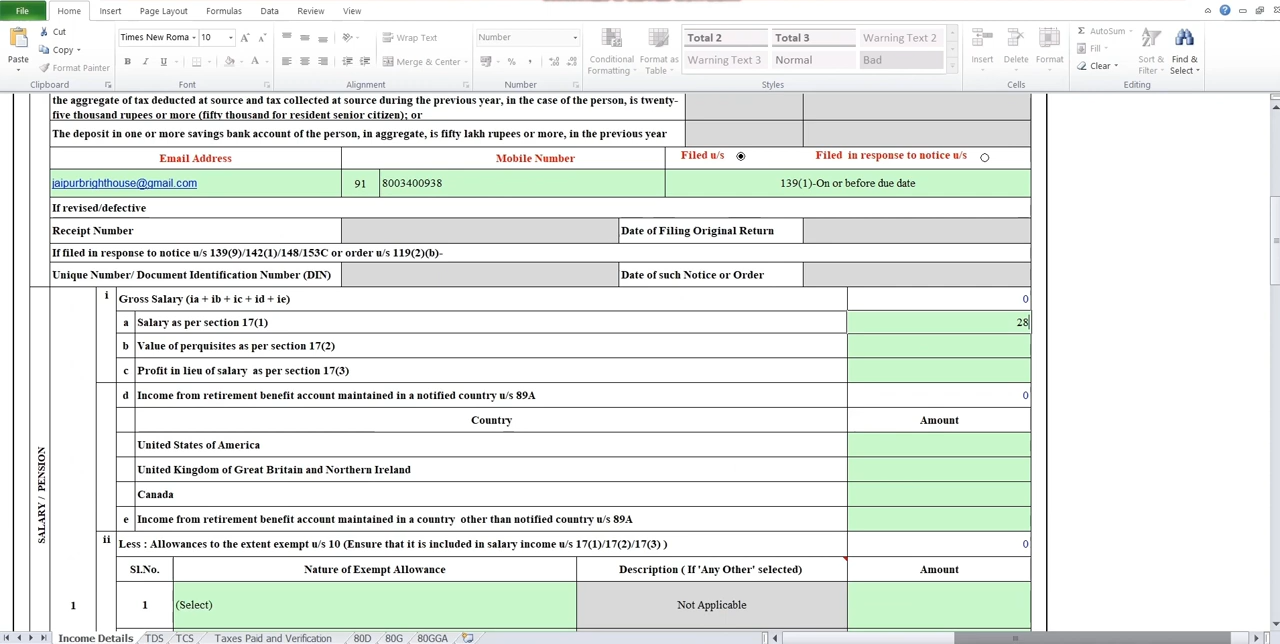 File Home Insert Page Layout Formulas Data Review View
Paste
Cut
Copy
Format Painter
Times New Roma 10
B I U
Wrap Text
Merge & Center
Number
%
Conditional Formatting
Format as Table
Total 2 Total 3 Warning Text 2
Warning Text 3 Normal Bad
Insert Delete Format
AutoSum
Fill
Clear
Sort & Filter
Find & Select
Clipboard Font Alignment Number Styles Cells Editing
the aggregate of tax deducted at source and tax collected at source during the previous year, in the case of the person, is twenty-
five thousand rupees or more (fifty thousand for resident senior citizen); or
The deposit in one or more savings bank account of the person, in aggregate, is fifty lakh rupees or more, in the previous year
Email Address Mobile Number Filed u/s Filed in response to notice u/s
jaipurbrighthouse@gmail.com 91 8003400938 139(1)-On or before due date
If revised/defective
Receipt Number Date of Filing Original Return
If filed in response to notice u/s 139(9)/142(1)/148/153C or order u/s 119(2)(b)-
Unique Number/ Document Identification Number (DIN) Date of such Notice or Order
SALARY / PENSION
i Gross Salary (ia + ib + ic + id + ie) 0
a Salary as per section 17(1) 28
b Value of perquisites as per section 17(2)
c Profit in lieu of salary as per section 17(3)
d Income from retirement benefit account maintained in a notified country u/s 89A 0
Country Amount
United States of America
United Kingdom of Great Britain and Northern Ireland
Canada
e Income from retirement benefit account maintained in a country other than notified country u/s 89A
ii Less : Allowances to the extent exempt u/s 10 (Ensure that it is included in salary income u/s 17(1)/17(2)/17(3) ) 0
Sl.No. Nature of Exempt Allowance Description ( If 'Any Other' selected) Amount
1 1 (Select) Not Applicable
Income Details TDS TCS Taxes Paid and Verification 80D 80G 80GGA